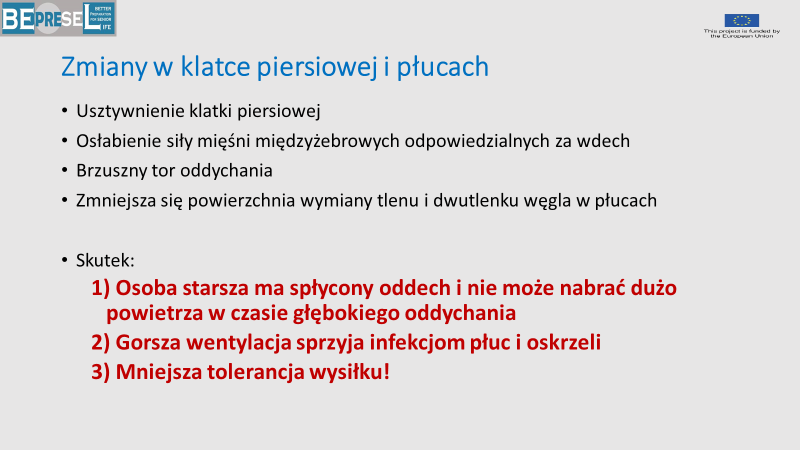 BEPRESEL
BETTER
PREPARATION
FOR SENIOR
LIFE
This project is funded by
the European Union
Zmiany w klatce piersiowej i płucach
• Usztywnienie klatki piersiowej
• Osłabienie siły mięśni międzyżebrowych odpowiedzialnych za wdech
• Brzuszny tor oddychania
• Zmniejsza się powierzchnia wymiany tlenu i dwutlenku węgla w płucach
• Skutek:
1) Osoba starsza ma spłycony oddech i nie może nabrać dużo
powietrza w czasie głębokiego oddychania
2) Gorsza wentylacja sprzyja infekcjom płuc i oskrzeli
3) Mniejsza tolerancja wysiłku!